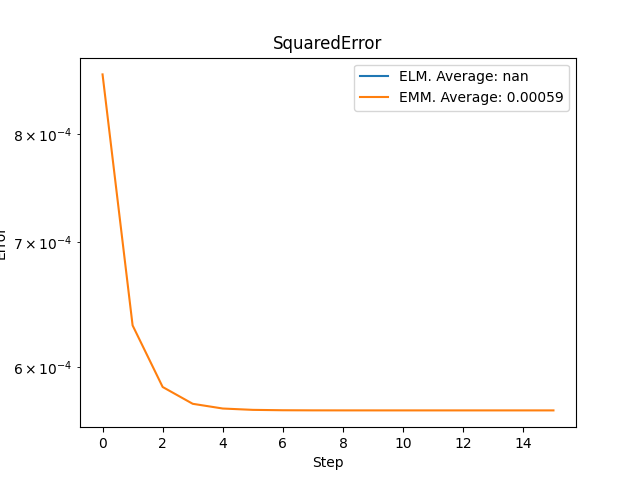 SquaredError
ELM. Average: nan
EMM. Average: 0.00059
8 × 10⁻⁴
7 × 10⁻⁴
6 × 10⁻⁴
Error
0 2 4 6 8 10 12 14
Step